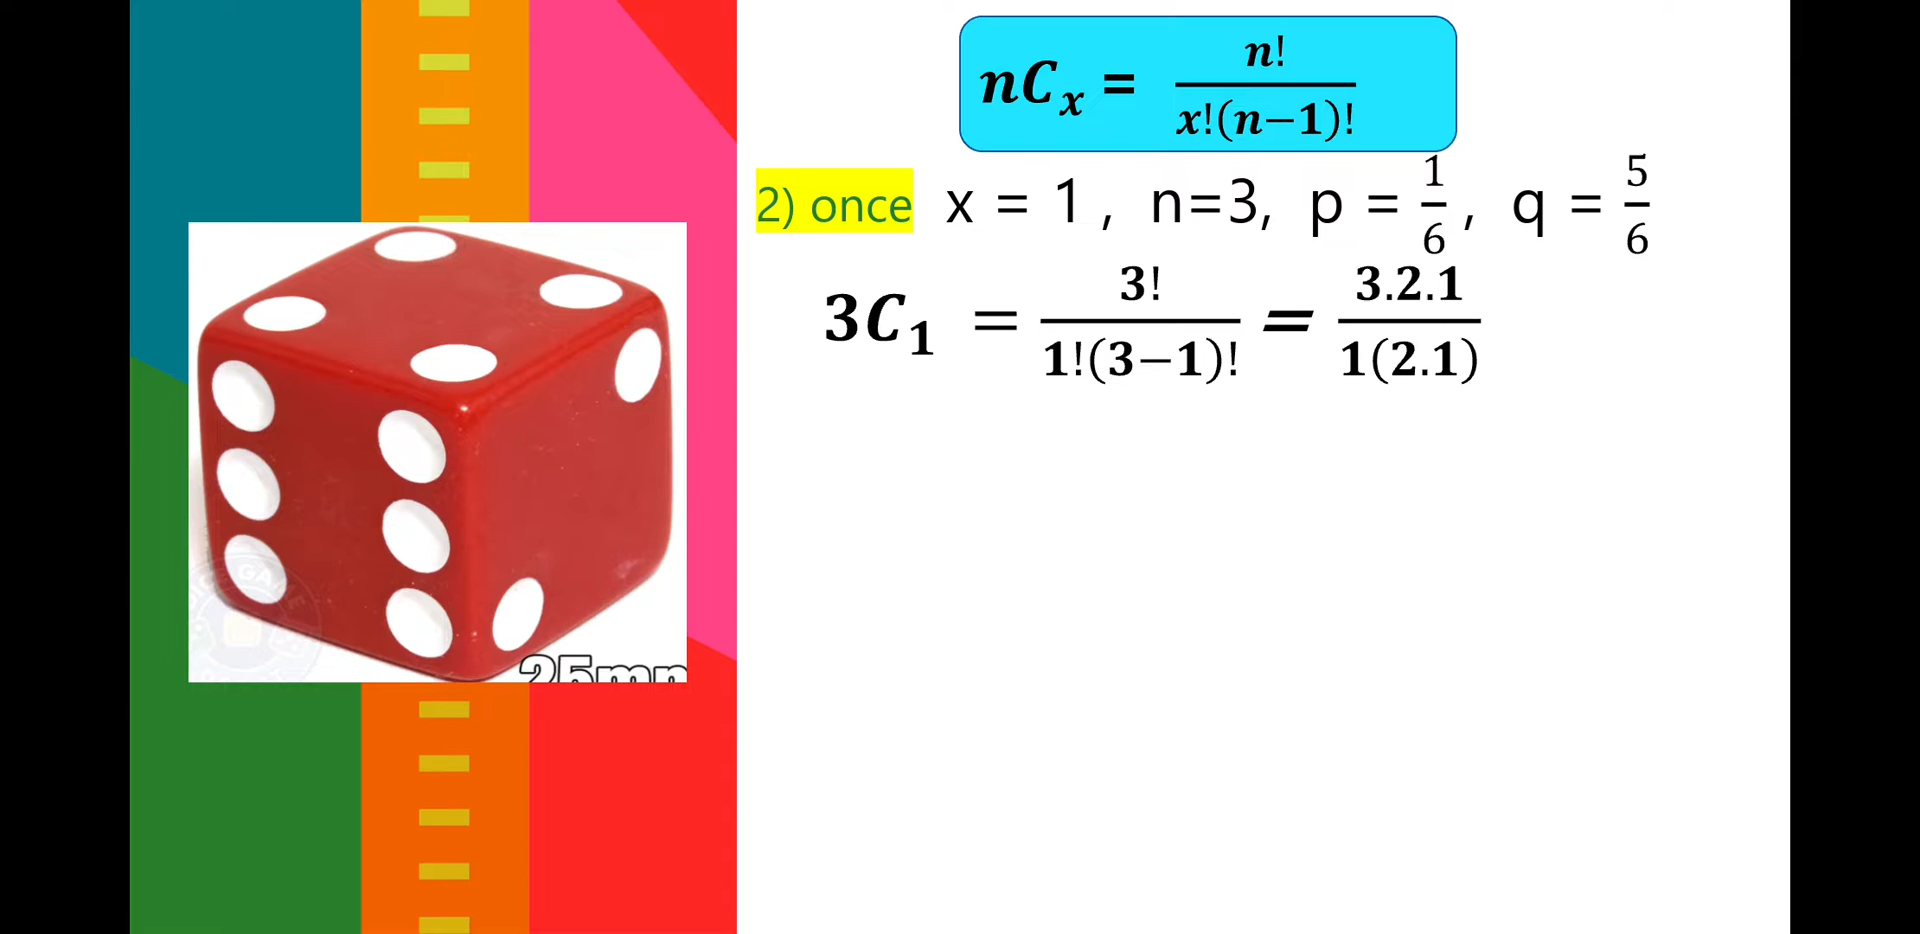 nCₓ = n! / x!(n−1)!
2) once x = 1 , n=3, p = 1/6 , q = 5/6
3C₁ = 3! / 1!(3−1)! = 3.2.1 / 1(2.1)